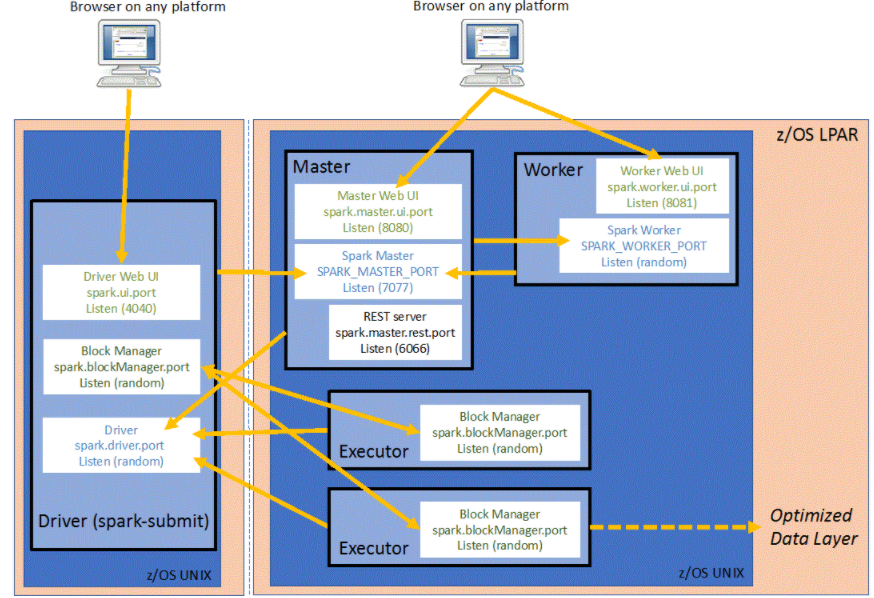 Browser on any platform
Browser on any platform
z/OS LPAR
Master
Master Web UI
spark.master.ui.port
Listen (8080)
Spark Master
SPARK_MASTER_PORT
Listen (7077)
REST server
spark.master.rest.port
Listen (6066)
Worker
Worker Web UI
spark.worker.ui.port
Listen (8081)
Spark Worker
SPARK_WORKER_PORT
Listen (random)
Driver Web UI
spark.ui.port
Listen (4040)
Block Manager
spark.blockManager.port
Listen (random)
Driver
spark.driver.port
Listen (random)
Driver (spark-submit)
z/OS UNIX
Block Manager
spark.blockManager.port
Listen (random)
Executor
Block Manager
spark.blockManager.port
Listen (random)
Executor
Optimized
Data Layer
z/OS UNIX